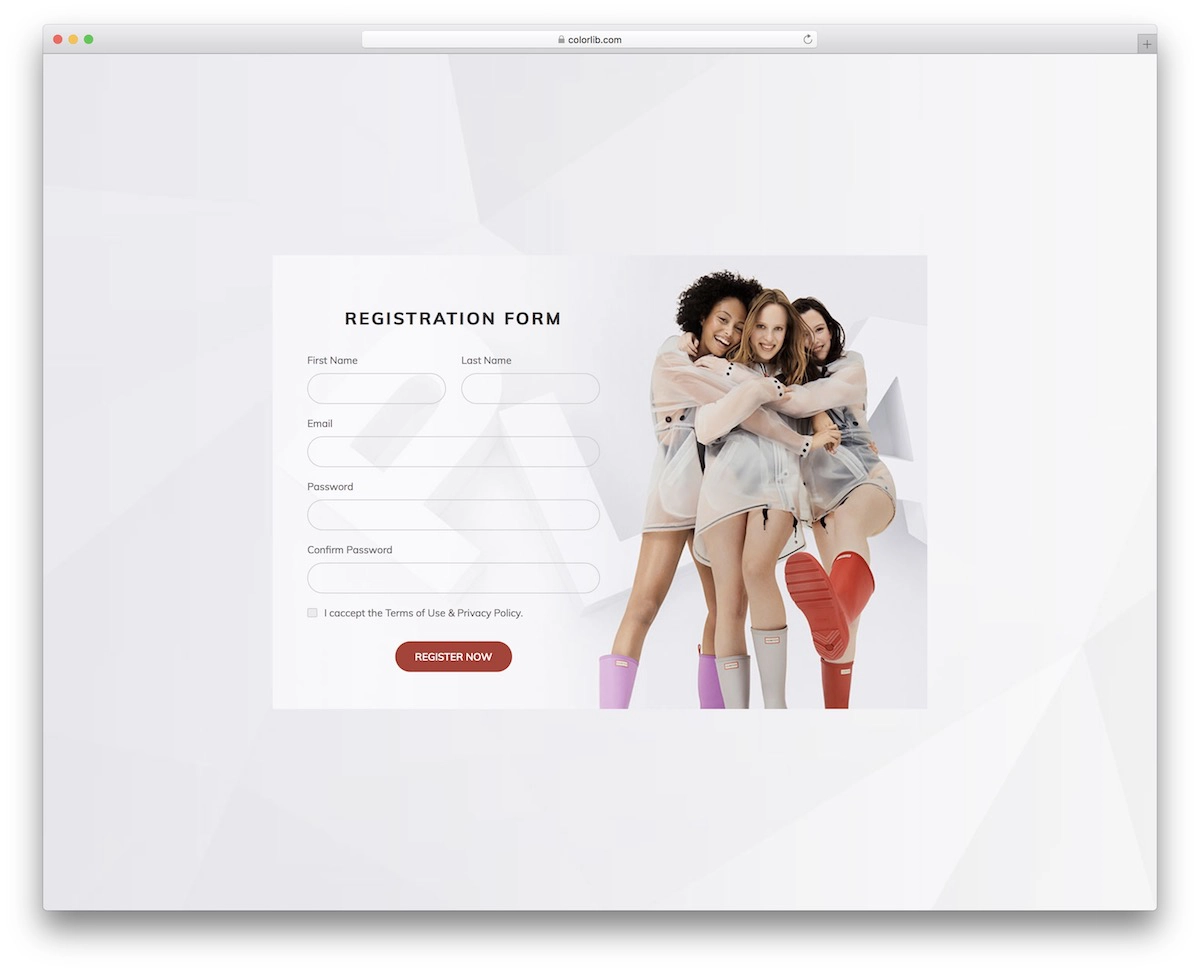 colorlib.com
REGISTRATION FORM
First Name Last Name
Email
Password
Confirm Password
I caccept the Terms of Use & Privacy Policy.
REGISTER NOW